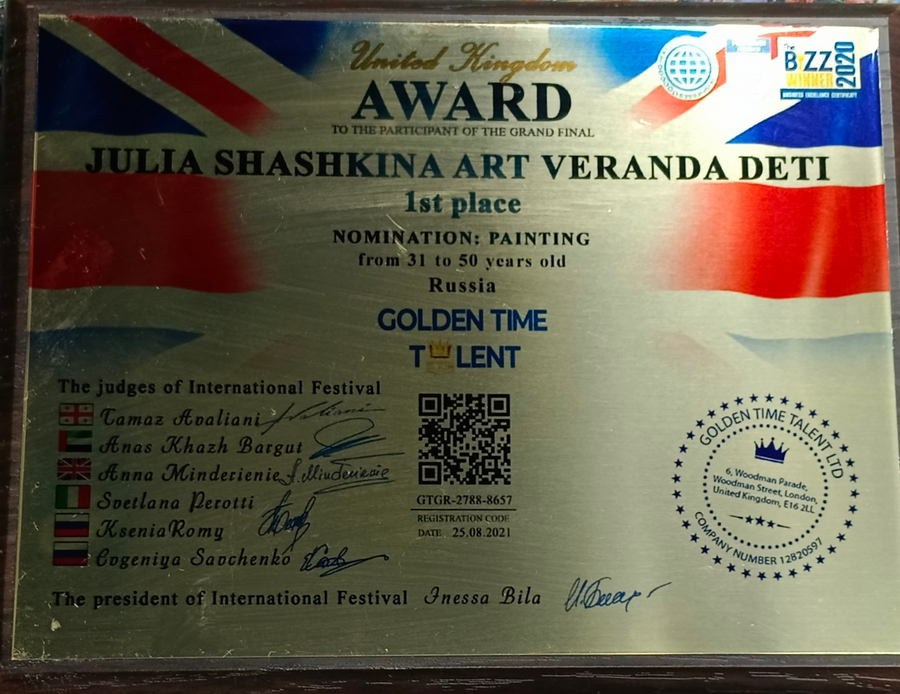 United Kingdom
AWARD
TO THE PARTICIPANT OF THE GRAND FINAL
The
BIZZ
WINNER
2020
BUSINESS EXCELLENCE CERTIFICATE
JULIA SHASHKINA ART VERANDA DETI
1st place
NOMINATION: PAINTING
from 31 to 50 years old
Russia
GOLDEN TIME
TALENT
The judges of International Festival
Tamaz Avaliani
Anas Khazh Bargut
Anna Minderienie
Svetlana Perotti
KseniaRomy
Evgeniya Savchenko
GTGR-2788-8657
REGISTRATION CODE
DATE 25.08.2021
GOLDEN TIME TALENT LTD
6, Woodman Parade,
Woodman Street, London,
United Kingdom, E16 2LL
COMPANY NUMBER 12820597
The president of International Festival Inessa Bila